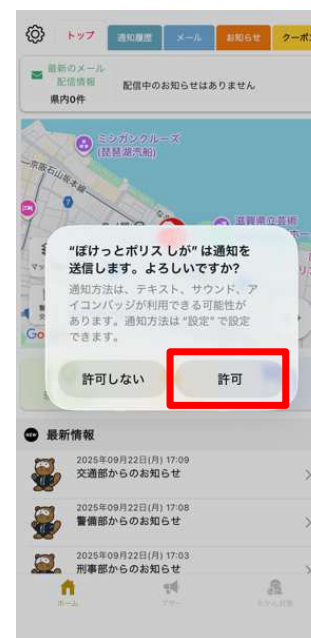 トップ
通知履歴
メール
お知らせ
クーポン
最新のメール
配信情報
県内0件
配信中のお知らせはありません
ミシガンクルーズ
(琵琶湖汽船)
京阪石山坂本線
滋賀県立芸術
“ぽけっとポリス しが” は通知を
送信します。よろしいですか?
通知方法は、テキスト、サウンド、ア
イコンバッジが利用できる可能性が
あります。通知方法は“設定”で設定
できます。
許可しない
許可
最新情報
2025年09月22日(月) 17:09
交通部からのお知らせ
2025年09月22日(月) 17:08
警備部からのお知らせ
2025年09月22日(月) 17:03
刑事部からのお知らせ
ホーム